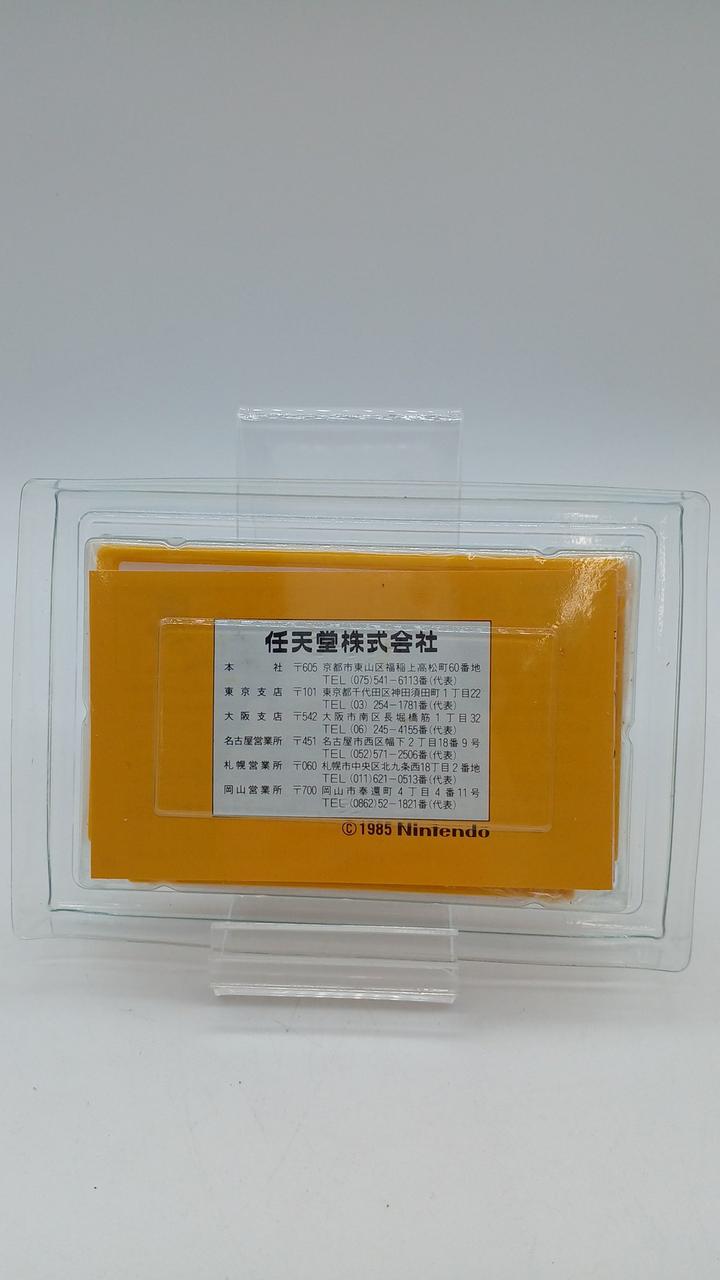 任天堂株式会社
本社 〒605 京都市東山区福稲上高松町60番地
TEL (075)541-6113番(代表)
東京支店 〒101 東京都千代田区神田須田町1丁目22
TEL (03) 254-1781番(代表)
大阪支店 〒542 大阪市南区長堀橋筋1丁目32
TEL (06) 245-4155番(代表)
名古屋営業所 〒451 名古屋市西区幅下2丁目18番9号
TEL (052)571-2506番(代表)
札幌営業所 〒060 札幌市中央区北九条西18丁目2番地
TEL (011)621-0513番(代表)
岡山営業所 〒700 岡山市奉還町4丁目4番11号
TEL (0862)52-1821番(代表)
©1985 Nintendo